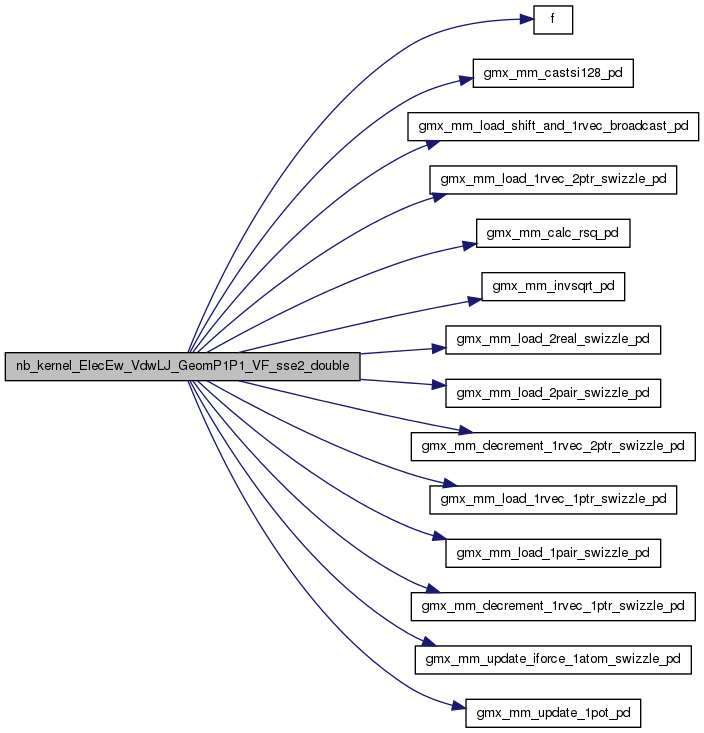 f
gmx_mm_castsi128_pd
gmx_mm_load_shift_and_1rvec_broadcast_pd
gmx_mm_load_1rvec_2ptr_swizzle_pd
gmx_mm_calc_rsq_pd
gmx_mm_invsqrt_pd
gmx_mm_load_2real_swizzle_pd
nb_kernel_ElecEw_VdwLJ_GeomP1P1_VF_sse2_double
gmx_mm_load_2pair_swizzle_pd
gmx_mm_decrement_1rvec_2ptr_swizzle_pd
gmx_mm_load_1rvec_1ptr_swizzle_pd
gmx_mm_load_1pair_swizzle_pd
gmx_mm_decrement_1rvec_1ptr_swizzle_pd
gmx_mm_update_iforce_1atom_swizzle_pd
gmx_mm_update_1pot_pd